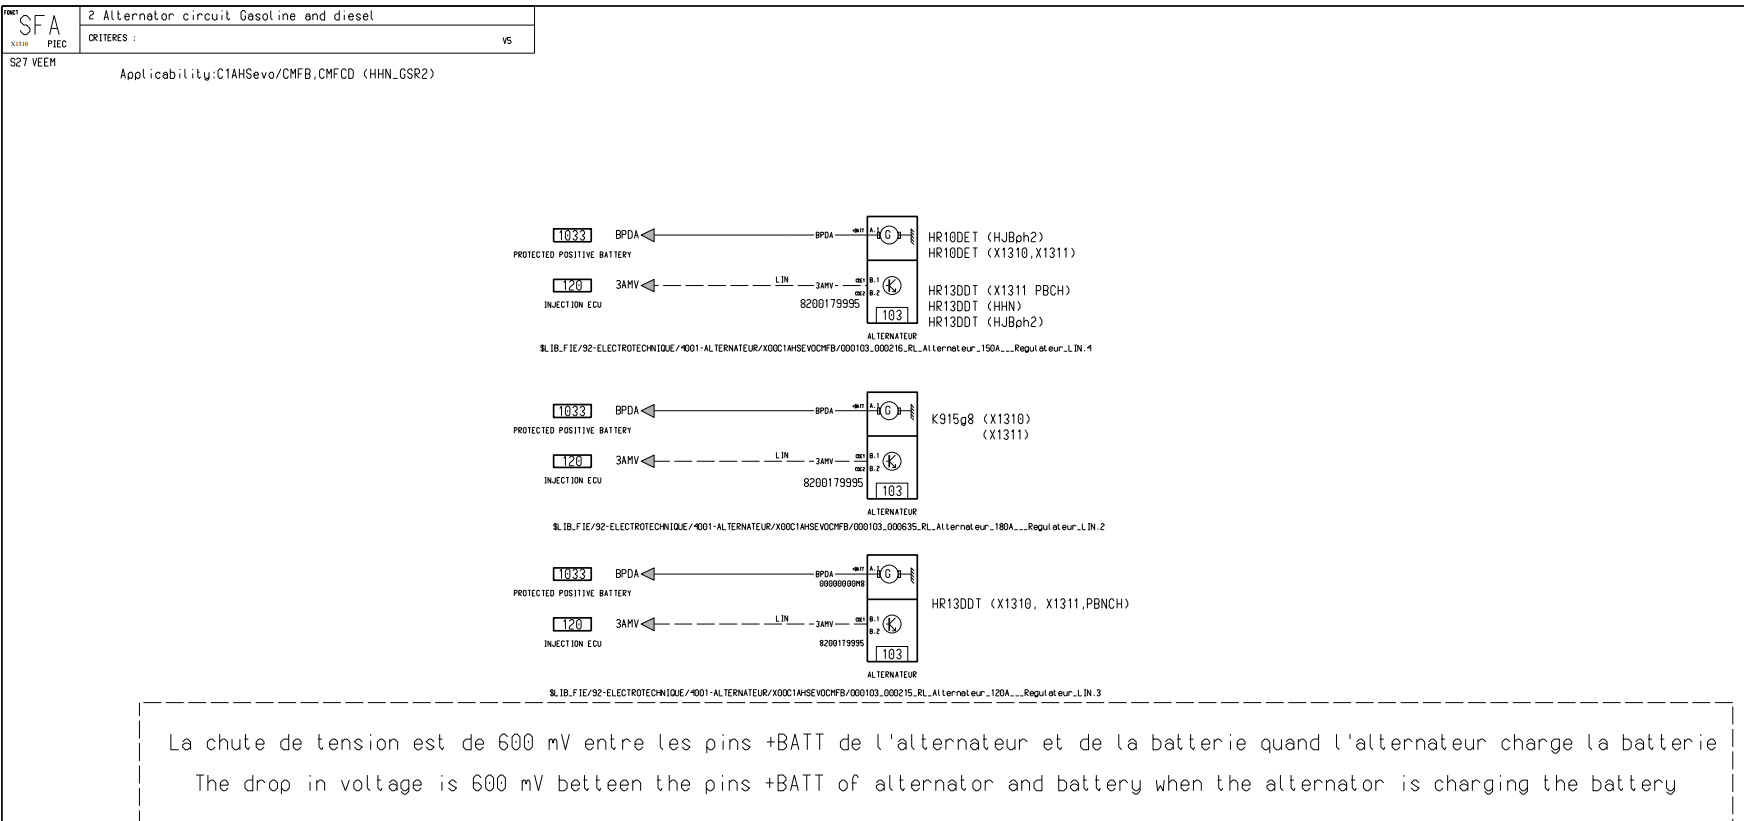 FONCT
SFA
X1310 PIEC
2 Alternator circuit Gasoline and diesel
CRITERES :
V5
S27 VEEM
Applicability:C1AHSevo/CMFB,CMFCD (HHN_GSR2)
1033 BPDA BPDA +BATT A.1 G
PROTECTED POSITIVE BATTERY
HR10DET (HJBph2)
HR10DET (X1310,X1311)
120 3AMV LIN 3AMV B.1
B.2
INJECTION ECU
8200179995
103
HR13DDT (X1311 PBCH)
HR13DDT (HHN)
HR13DDT (HJBph2)
ALTERNATEUR
$LIB_FIE/92-ELECTROTECHNIQUE/4001-ALTERNATEUR/X00C1AHSEVOCMFB/000103_000216_RL_Alternateur_150A___Regulateur_LIN.4
1033 BPDA BPDA +BATT A.1 G
PROTECTED POSITIVE BATTERY
K915g8 (X1310)
(X1311)
120 3AMV LIN 3AMV B.1
B.2
INJECTION ECU
8200179995
103
ALTERNATEUR
$LIB_FIE/92-ELECTROTECHNIQUE/4001-ALTERNATEUR/X00C1AHSEVOCMFB/000103_000635_RL_Alternateur_180A___Regulateur_LIN.2
1033 BPDA BPDA +BATT A.1 G
00000000M8
PROTECTED POSITIVE BATTERY
HR13DDT (X1310, X1311,PBNCH)
120 3AMV LIN 3AMV B.1
B.2
INJECTION ECU
8200179995
103
ALTERNATEUR
$LIB_FIE/92-ELECTROTECHNIQUE/4001-ALTERNATEUR/X00C1AHSEVOCMFB/000103_000215_RL_Alternateur_120A___Regulateur_LIN.3
La chute de tension est de 600 mV entre les pins +BATT de l'alternateur et de la batterie quand l'alternateur charge la batterie
The drop in voltage is 600 mV betteen the pins +BATT of alternator and battery when the alternator is charging the battery